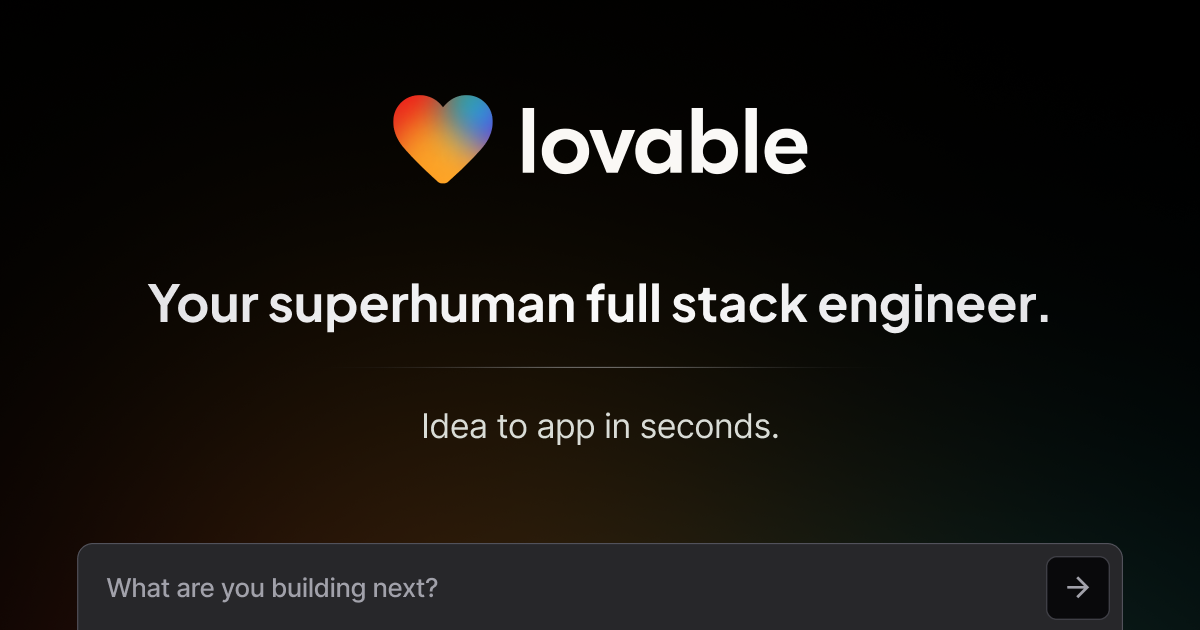 lovable
Your superhuman full stack engineer.
Idea to app in seconds.
What are you building next?